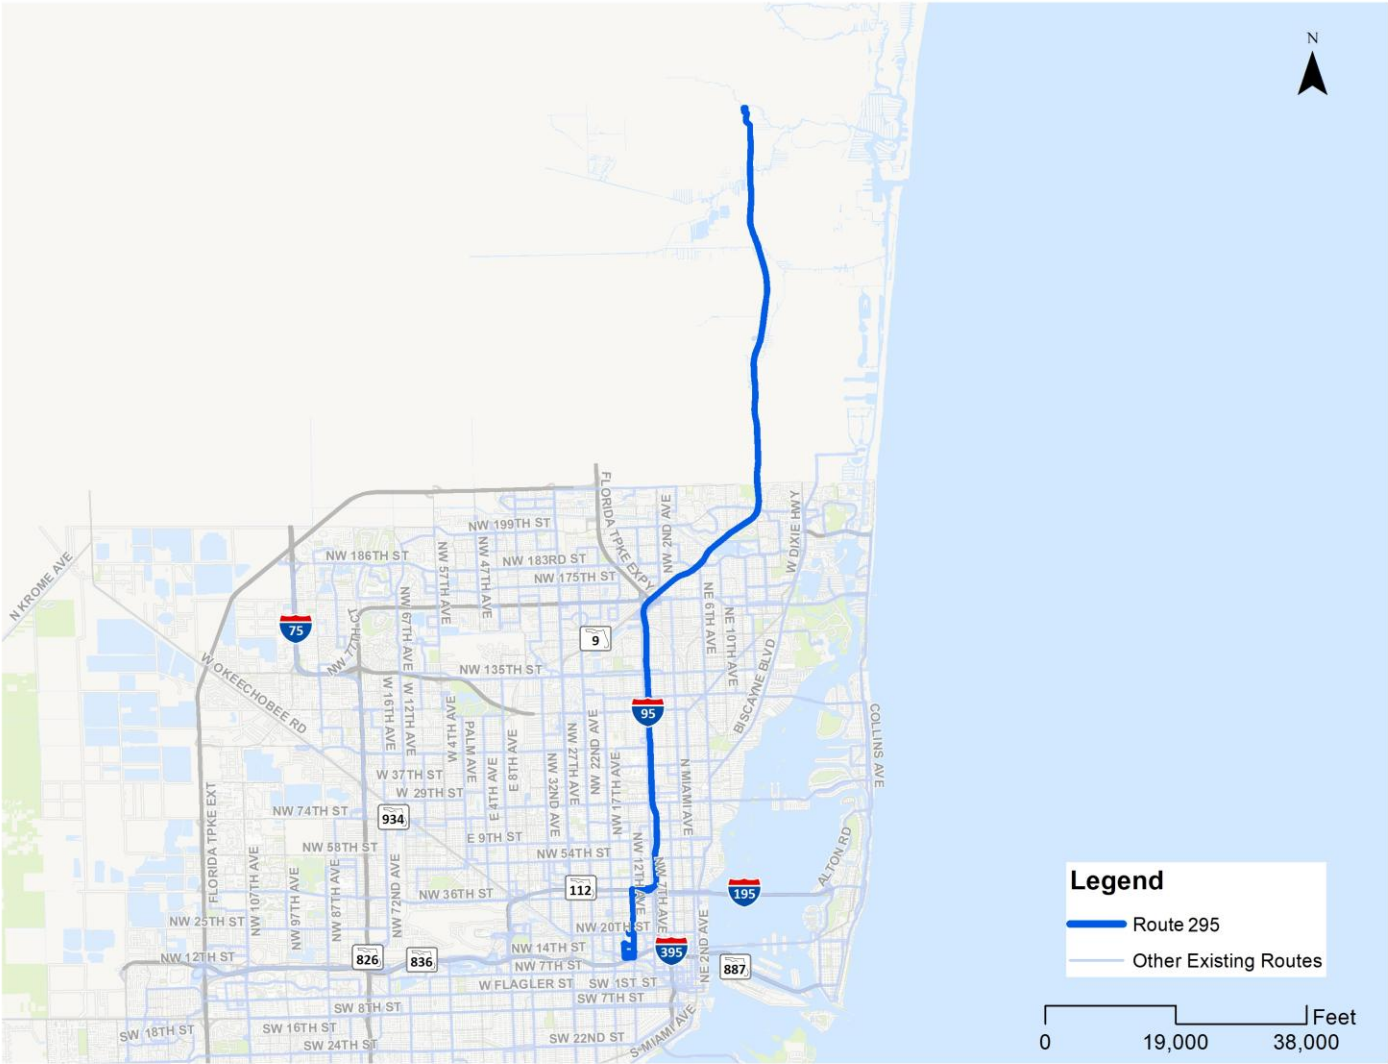 N
NW 199TH ST
FLORIDA TPKE EXPY
NW 2ND AVE
W DIXIE HWY
NW 186TH ST
NW 57TH AVE
NW 47TH AVE
NW 183RD ST
NW 175TH ST
N KROME AVE
NW 67TH AVE
NE 6TH AVE
NE 10TH AVE
75
NW 77TH CT
9
W OKEECHOBEE RD
NW 135TH ST
W 16TH AVE
W 12TH AVE
BISCAYNE BLVD
W 4TH AVE
PALM AVE
95
COLLINS AVE
E 4TH AVE
E 8TH AVE
NW 32ND AVE
NW 27TH AVE
NW 22ND AVE
NW 17TH AVE
N MIAMI AVE
W 37TH ST
W 29TH ST
FLORIDA TPKE EXT
NW 74TH ST
934
E 9TH ST
NW 58TH ST
NW 54TH ST
NW 12TH AVE
NW 7TH AVE
ALTON RD
NW 107TH AVE
NW 97TH AVE
NW 87TH AVE
NW 72ND AVE
NW 36TH ST
112
195
NW 25TH ST
NW 20TH ST
NE 2ND AVE
NW 12TH ST
826
836
NW 14TH ST
NW 7TH ST
395
887
W FLAGLER ST
SW 1ST ST
SW 7TH ST
SW 8TH ST
SW 18TH ST
SW 16TH ST
SW 24TH ST
SW 22ND ST
S MIAMI AVE
Legend
Route 295
Other Existing Routes
Feet
0
19,000
38,000